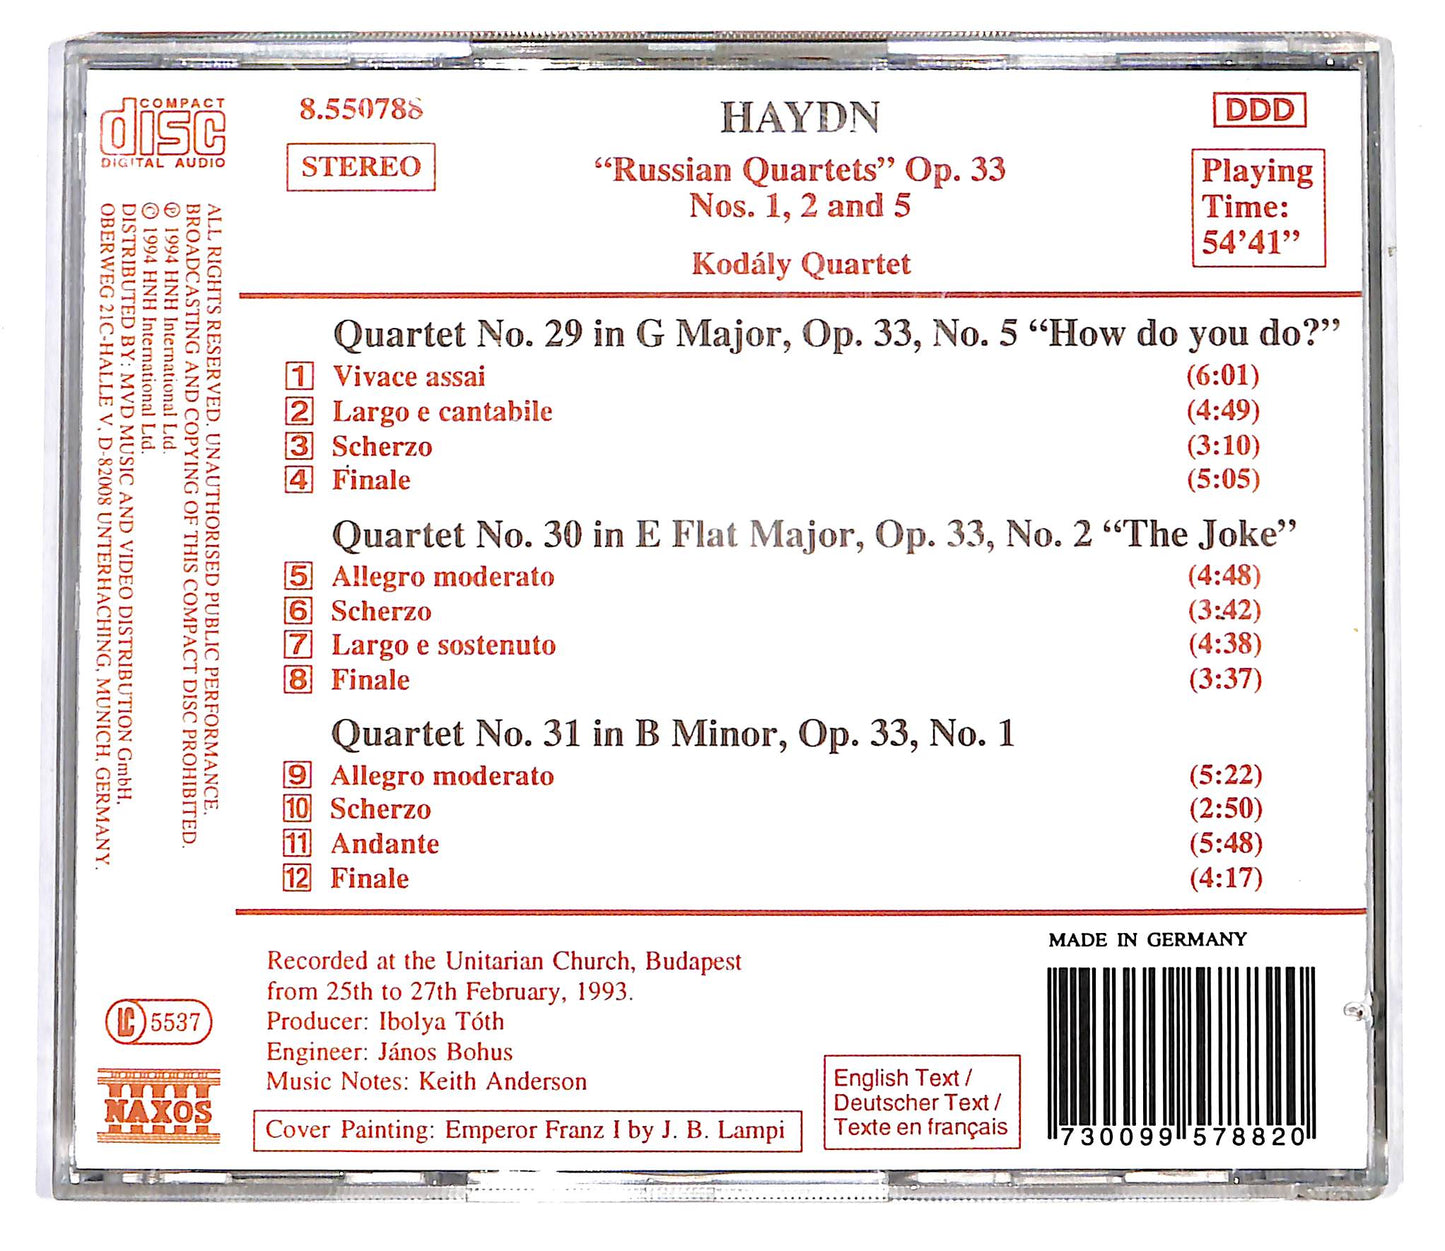 COMPACT
disc
DIGITAL AUDIO
8.550788
STEREO
HAYDN
“Russian Quartets” Op. 33
Nos. 1, 2 and 5
Kodály Quartet
DDD
Playing
Time:
54’41”
Quartet No. 29 in G Major, Op. 33, No. 5 “How do you do?”
1 Vivace assai (6:01)
2 Largo e cantabile (4:49)
3 Scherzo (3:10)
4 Finale (5:05)
Quartet No. 30 in E Flat Major, Op. 33, No. 2 “The Joke”
5 Allegro moderato (4:48)
6 Scherzo (3:42)
7 Largo e sostenuto (4:38)
8 Finale (3:37)
Quartet No. 31 in B Minor, Op. 33, No. 1
9 Allegro moderato (5:22)
10 Scherzo (2:50)
11 Andante (5:48)
12 Finale (4:17)
ALL RIGHTS RESERVED. UNAUTHORISED PUBLIC PERFORMANCE.
BROADCASTING AND COPYING OF THIS COMPACT DISC PROHIBITED.
℗ 1994 HNH International Ltd.
© 1994 HNH International Ltd.
DISTRIBUTED BY: MVD MUSIC AND VIDEO DISTRIBUTION GmbH,
OBERWEG 21C-HALLE V, D-82008 UNTERHACHING, MUNICH, GERMANY.
Recorded at the Unitarian Church, Budapest
from 25th to 27th February, 1993.
Producer: Ibolya Tóth
Engineer: János Bohus
Music Notes: Keith Anderson
Cover Painting: Emperor Franz I by J. B. Lampi
English Text /
Deutscher Text /
Texte en français
MADE IN GERMANY
730099 578820
LC 5537
NAXOS